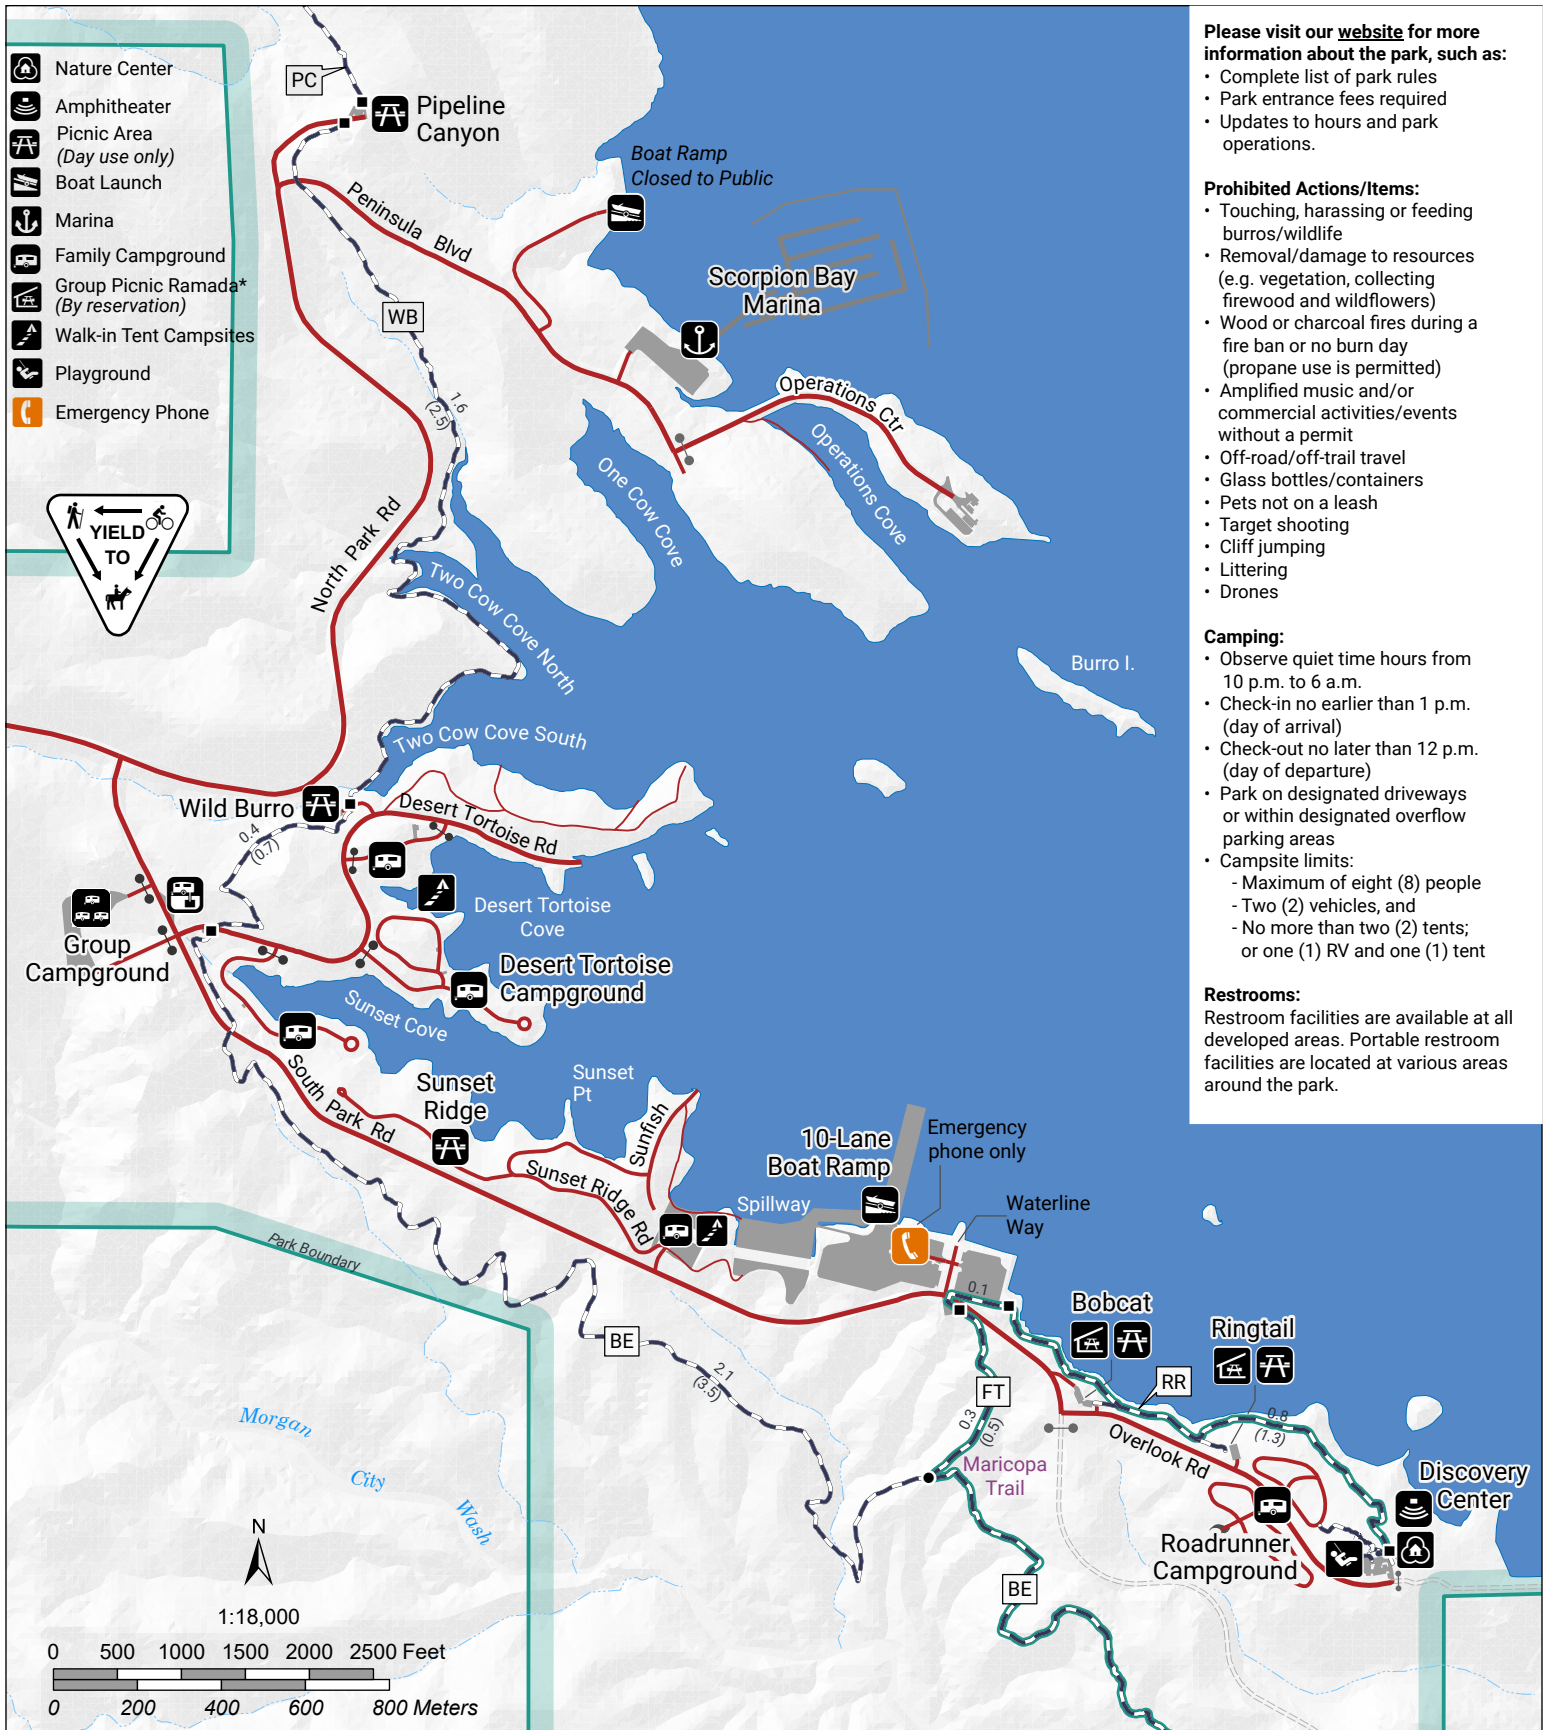 Nature Center
Amphitheater
Picnic Area
(Day use only)
Boat Launch
Marina
Family Campground
Group Picnic Ramada*
(By reservation)
Walk-in Tent Campsites
Playground
Emergency Phone
YIELD
TO
PC
Pipeline
Canyon
Boat Ramp
Closed to Public
Peninsula Blvd
Scorpion Bay
Marina
WB
1.6
(2.5)
Operations Ctr
Operations Cove
One Cow Cove
North Park Rd
Two Cow Cove North
Burro I.
Two Cow Cove South
Wild Burro
Desert Tortoise Rd
0.4
(0.7)
Desert Tortoise
Cove
Group
Campground
Desert Tortoise
Campground
Sunset Cove
South Park Rd
Sunset
Ridge
Sunset
Pt
Sunfish
Sunset Ridge Rd
10-Lane
Boat Ramp
Emergency
phone only
Spillway
Waterline
Way
Park Boundary
0.1
Bobcat
Ringtail
BE
2.1
(3.5)
FT
RR
0.3
(0.5)
0.8
(1.3)
Overlook Rd
Maricopa
Trail
Discovery
Center
Roadrunner
Campground
BE
Morgan
City
Wash
N
1:18,000
0 500 1000 1500 2000 2500 Feet
0 200 400 600 800 Meters
Please visit our website for more
information about the park, such as:
• Complete list of park rules
• Park entrance fees required
• Updates to hours and park
operations.
Prohibited Actions/Items:
• Touching, harassing or feeding
burros/wildlife
• Removal/damage to resources
(e.g. vegetation, collecting
firewood and wildflowers)
• Wood or charcoal fires during a
fire ban or no burn day
(propane use is permitted)
• Amplified music and/or
commercial activities/events
without a permit
• Off-road/off-trail travel
• Glass bottles/containers
• Pets not on a leash
• Target shooting
• Cliff jumping
• Littering
• Drones
Camping:
• Observe quiet time hours from
10 p.m. to 6 a.m.
• Check-in no earlier than 1 p.m.
(day of arrival)
• Check-out no later than 12 p.m.
(day of departure)
• Park on designated driveways
or within designated overflow
parking areas
• Campsite limits:
- Maximum of eight (8) people
- Two (2) vehicles, and
- No more than two (2) tents;
or one (1) RV and one (1) tent
Restrooms:
Restroom facilities are available at all
developed areas. Portable restroom
facilities are located at various areas
around the park.